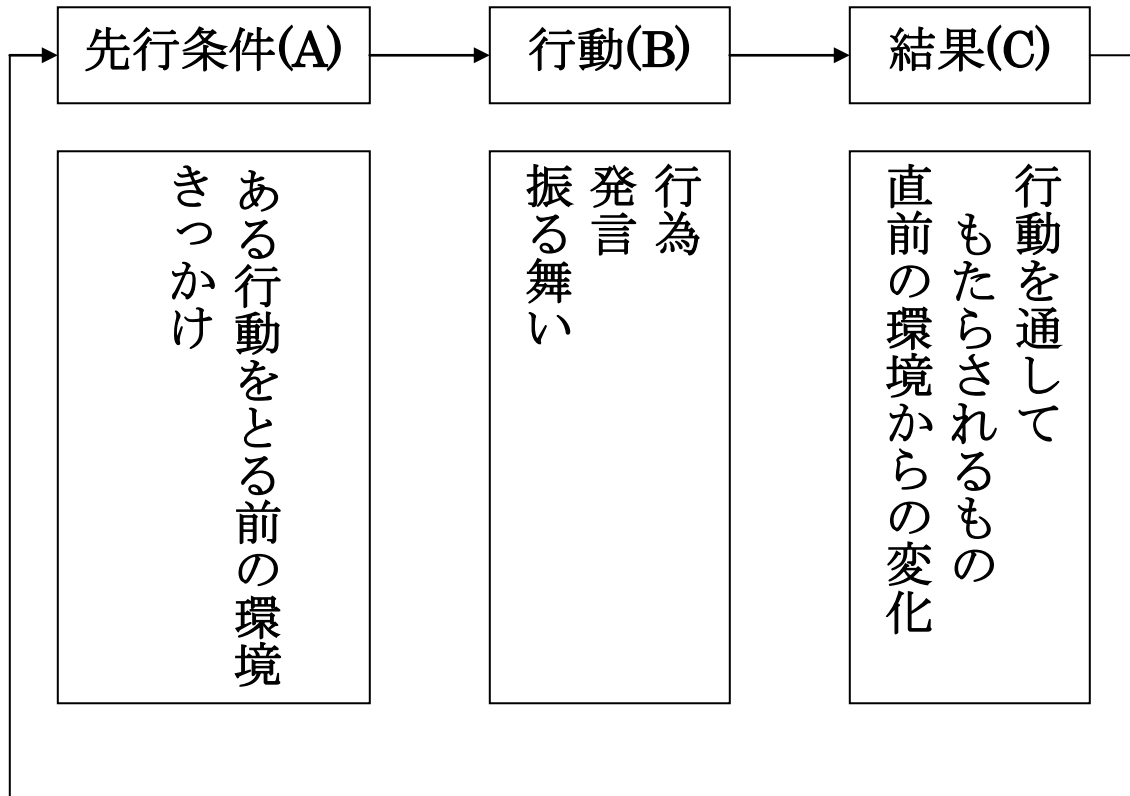 先行条件(A)
行動(B)
結果(C)
ある行動をとる前の環境
きっかけ
行為
発言
振る舞い
行動を通して
もたらされるもの
直前の環境からの変化